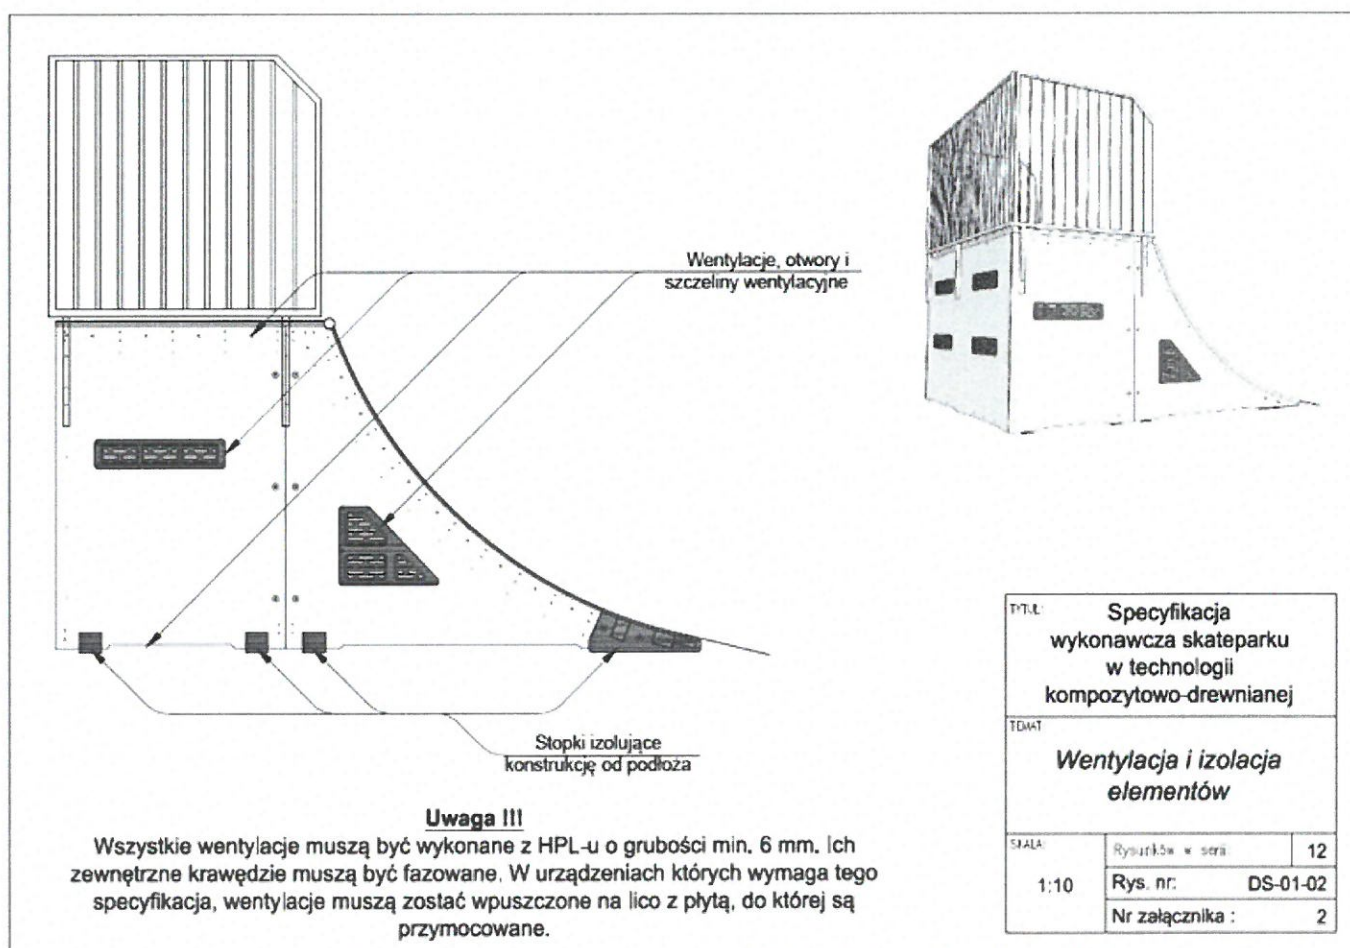 Wentylacje, otwory i
szczeliny wentylacyjne
Stopki izolujące
konstrukcję od podłoża
Uwaga !!!
Wszystkie wentylacje muszą być wykonane z HPL-u o grubości min. 6 mm. Ich
zewnętrzne krawędzie muszą być fazowane. W urządzeniach których wymaga tego
specyfikacja, wentylacje muszą zostać wpuszczone na lico z płytą, do której są
przymocowane.
TYTUŁ:
Specyfikacja
wykonawcza skateparku
w technologii
kompozytowo-drewnianej
TEMAT
Wentylacja i izolacja
elementów
SKALA:
1:10
Rysunków w serii: 12
Rys. nr: DS-01-02
Nr załącznika : 2